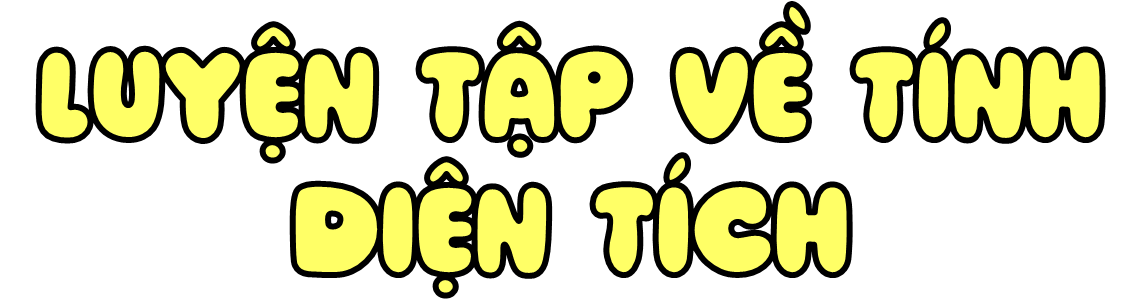 LUYỆN TẬP VỀ TÍNH
DIỆN TÍCH